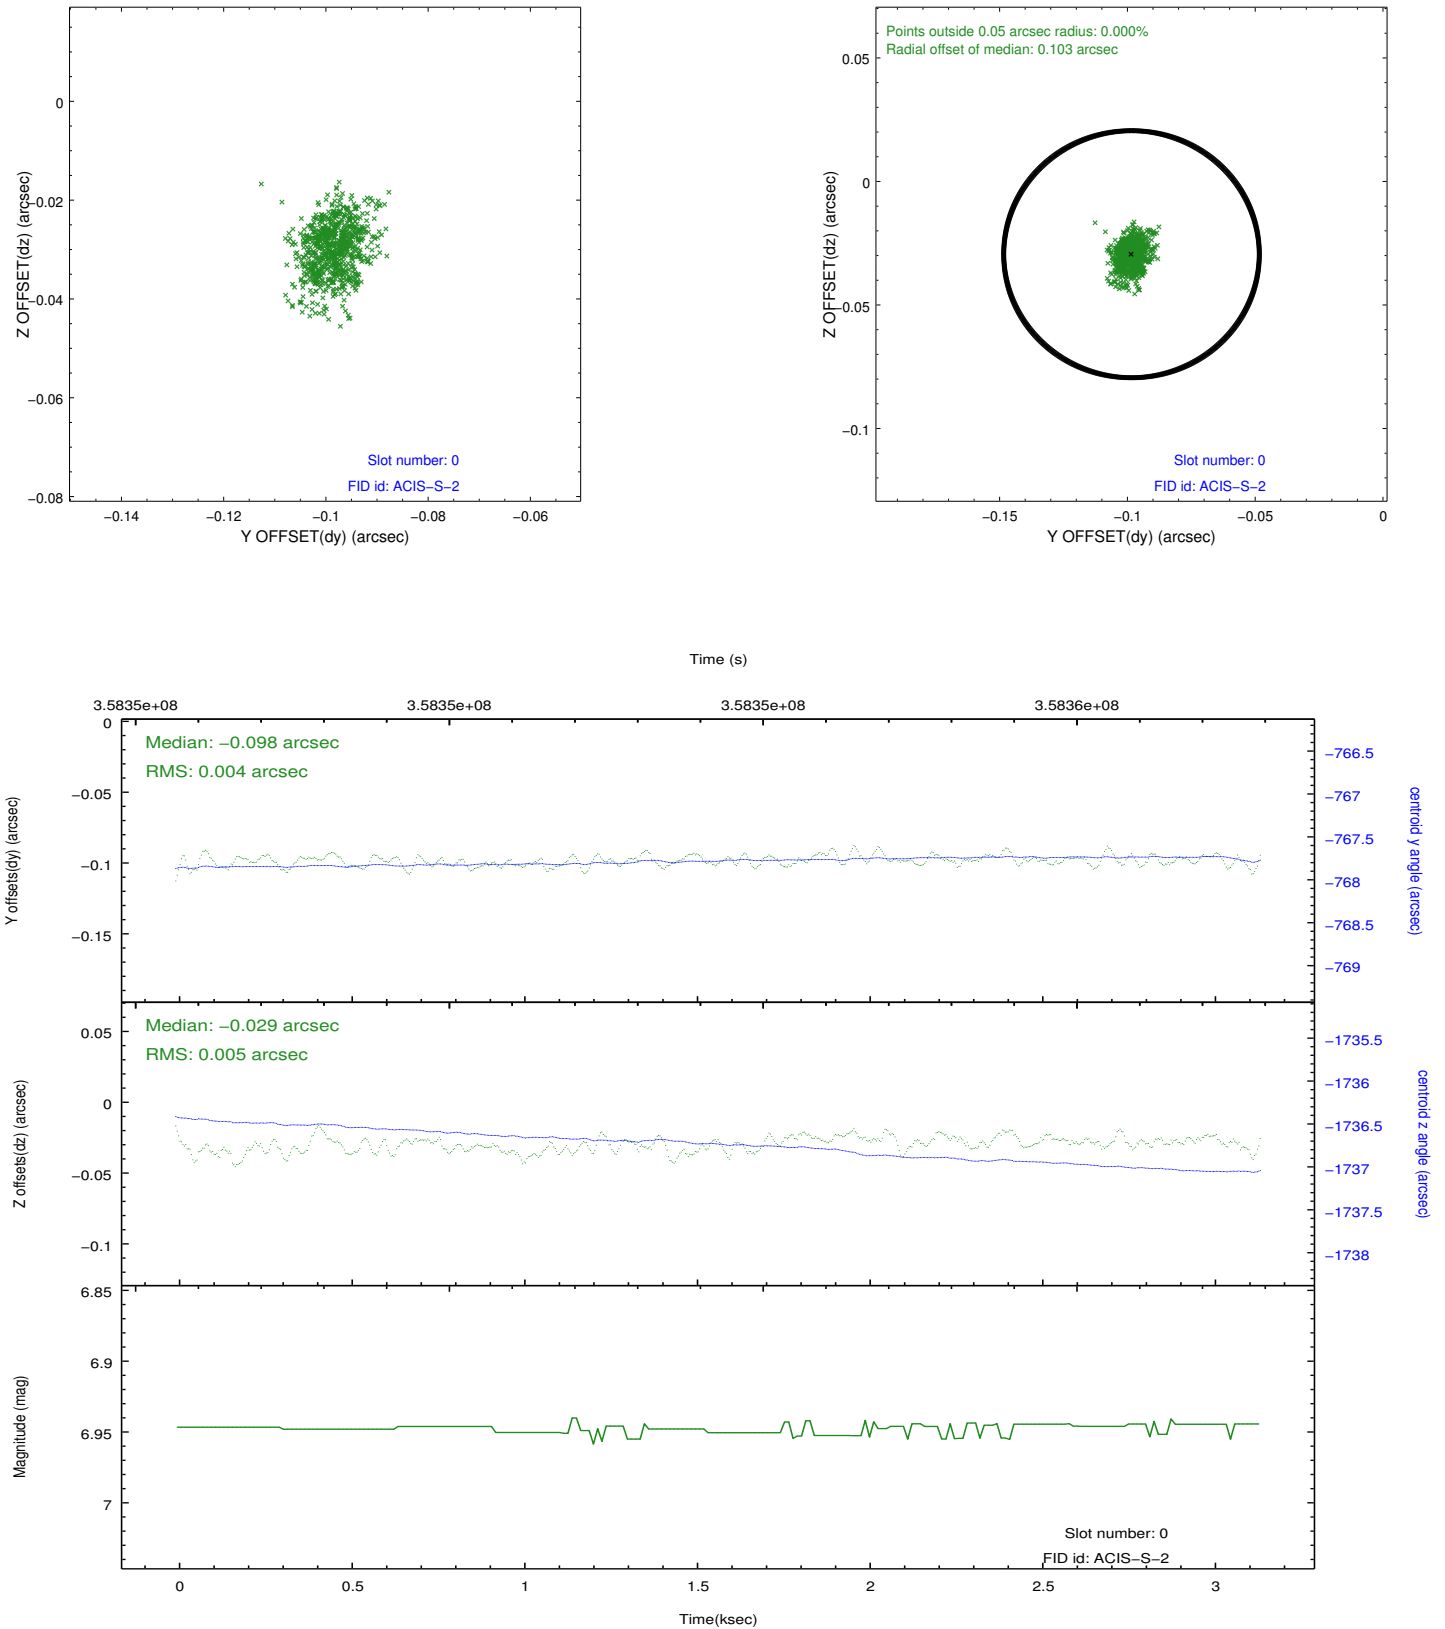 0
−0.02
−0.04
−0.06
−0.08
Z OFFSET(dz) (arcsec)
Slot number: 0
FID id: ACIS−S−2
−0.14
−0.12
−0.1
−0.08
−0.06
Y OFFSET(dy) (arcsec)
Points outside 0.05 arcsec radius: 0.000%
Radial offset of median: 0.103 arcsec
0.05
0
−0.05
−0.1
Z OFFSET(dz) (arcsec)
Slot number: 0
FID id: ACIS−S−2
−0.15
−0.1
−0.05
0
Y OFFSET(dy) (arcsec)
Time (s)
3.5835e+08
3.5835e+08
3.5835e+08
3.5836e+08
Median: −0.098 arcsec
RMS: 0.004 arcsec
0
−0.05
−0.1
−0.15
Y offsets(dy) (arcsec)
−766.5
−767
−767.5
−768
−768.5
−769
centroid y angle (arcsec)
Median: −0.029 arcsec
RMS: 0.005 arcsec
0.05
0
−0.05
−0.1
Z offsets(dz) (arcsec)
−1735.5
−1736
−1736.5
−1737
−1737.5
−1738
centroid z angle (arcsec)
6.85
6.9
6.95
7
Magnitude (mag)
Slot number: 0
FID id: ACIS−S−2
0
0.5
1
1.5
2
2.5
3
Time(ksec)